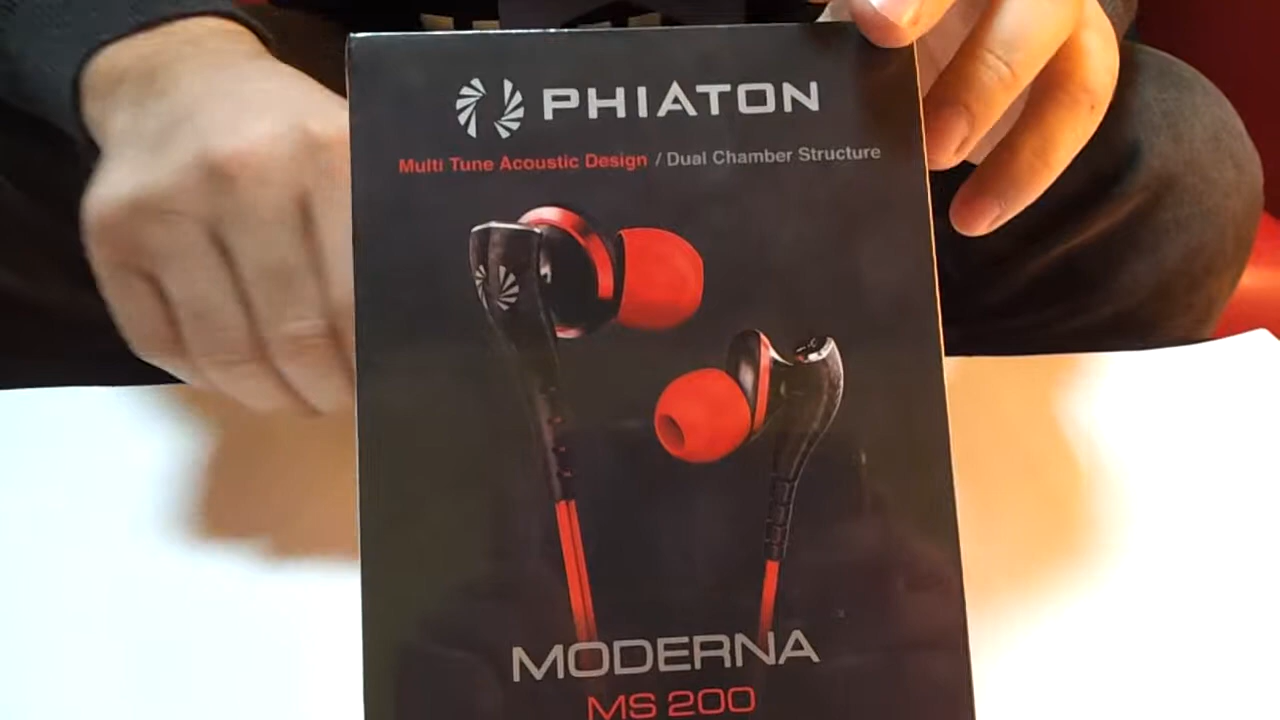 PHIATON
Multi Tune Acoustic Design / Dual Chamber Structure
MODERNA
MS 200